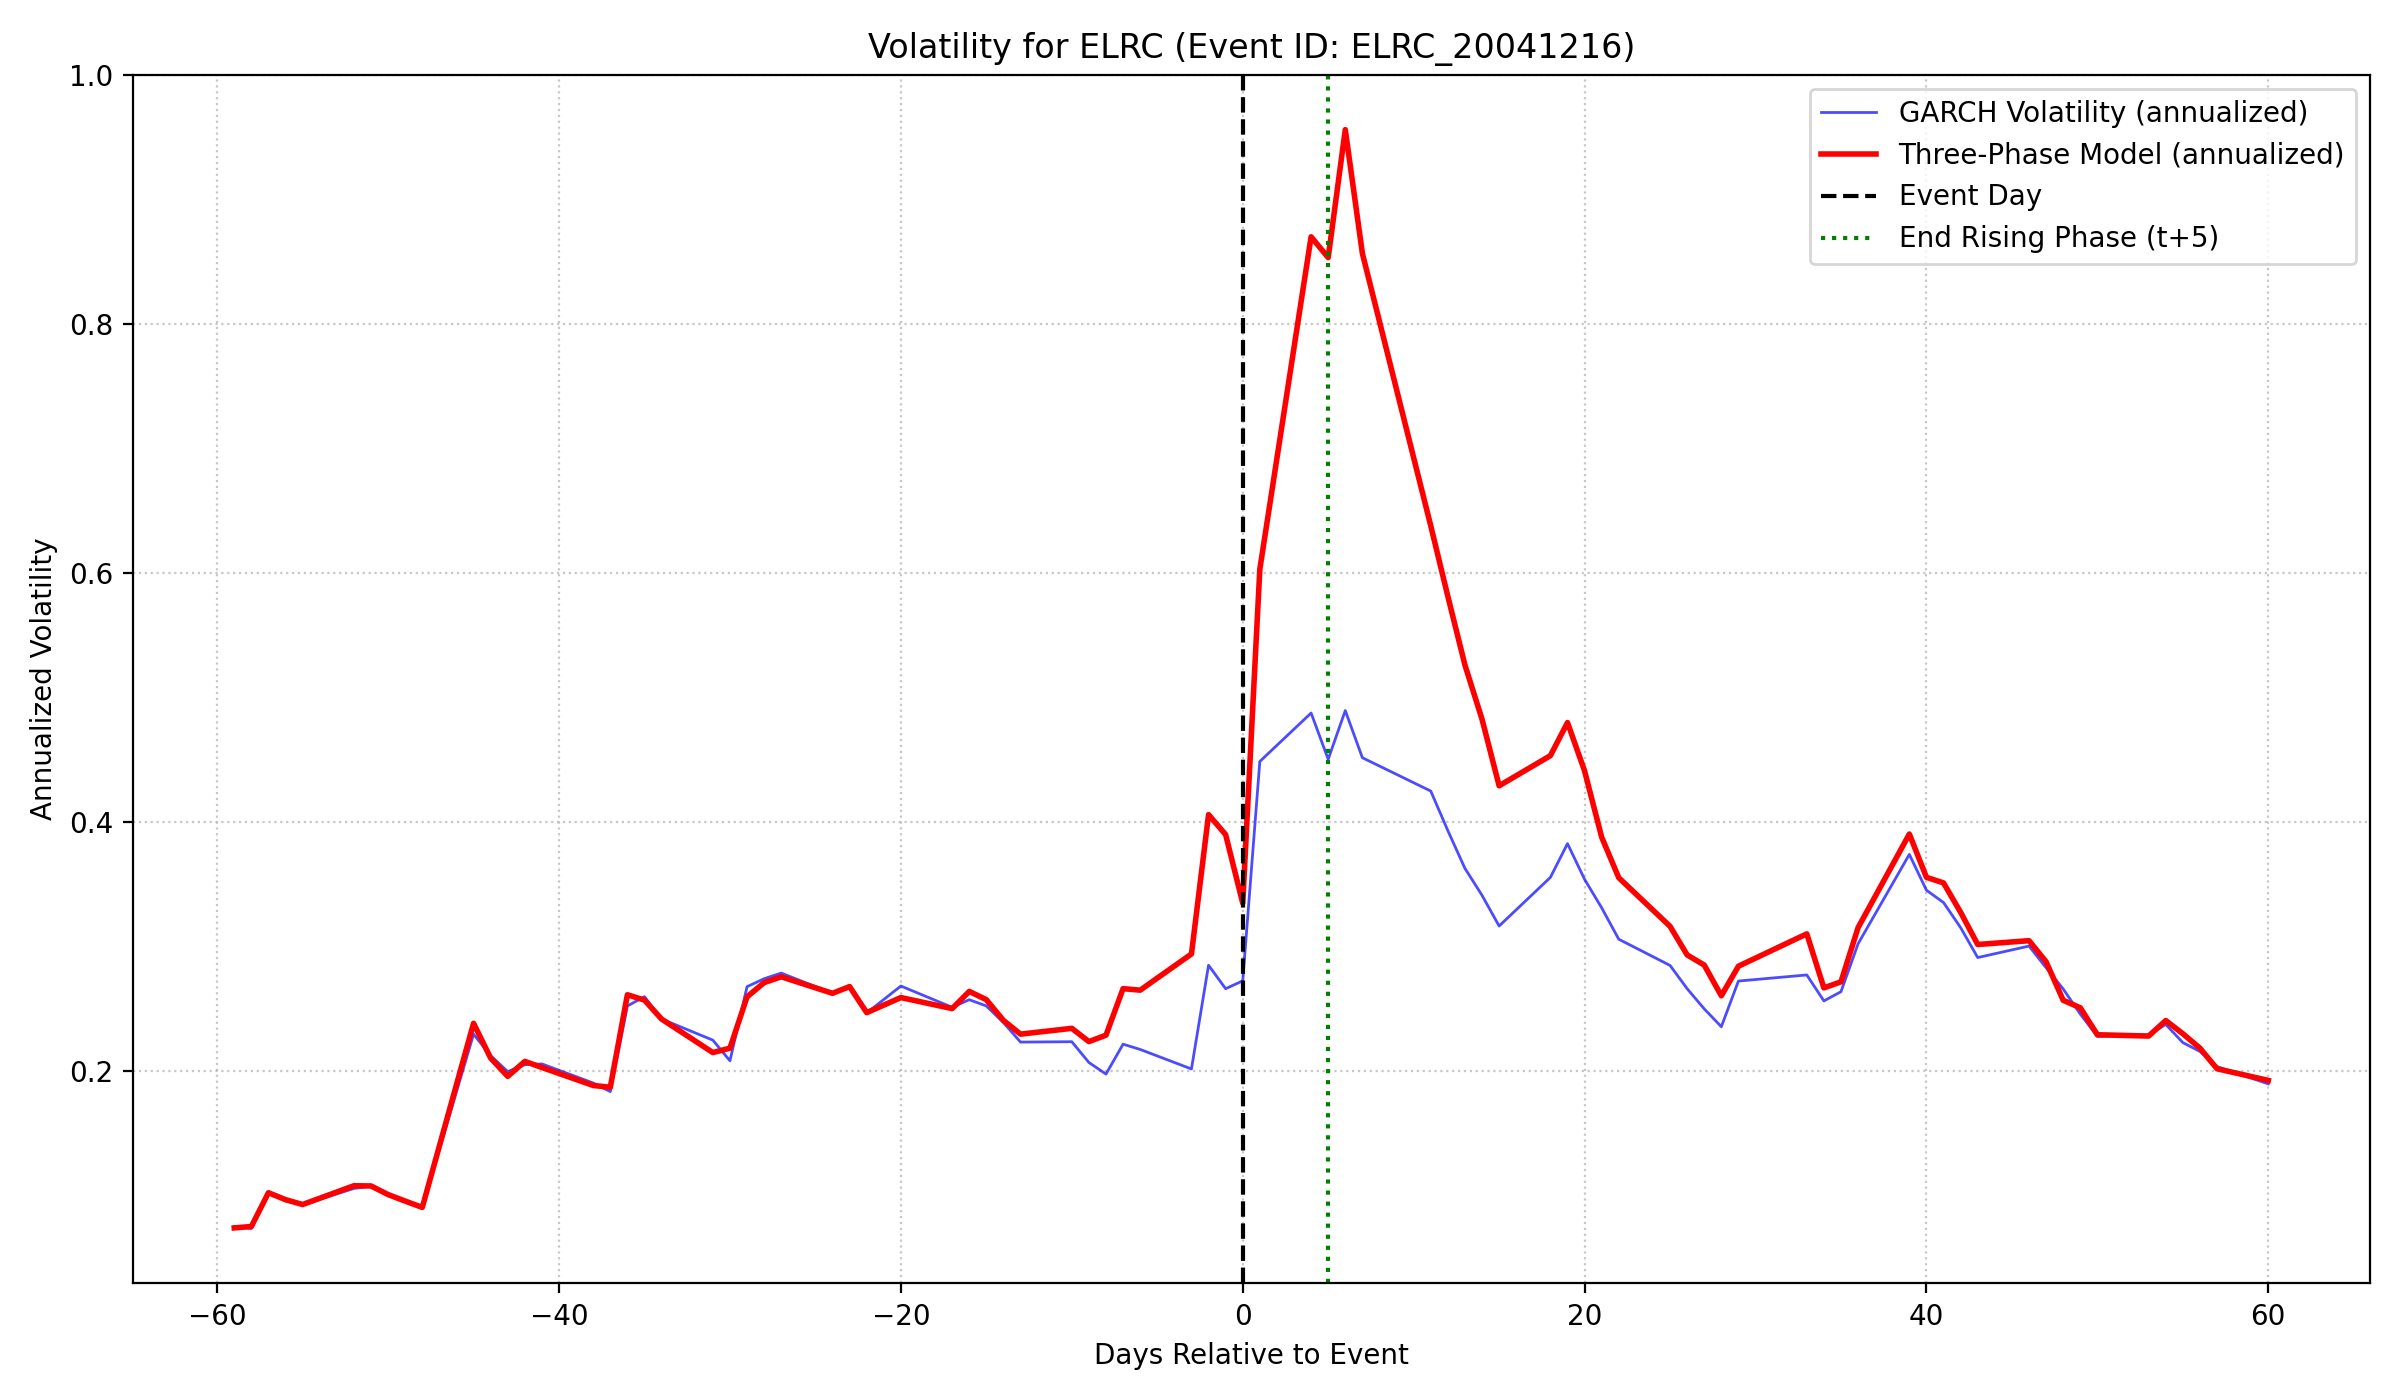 Volatility for ELRC (Event ID: ELRC_20041216)
1.0
0.8
0.6
0.4
0.2
Annualized Volatility
GARCH Volatility (annualized)
Three-Phase Model (annualized)
Event Day
End Rising Phase (t+5)
−60 −40 −20 0 20 40 60
Days Relative to Event